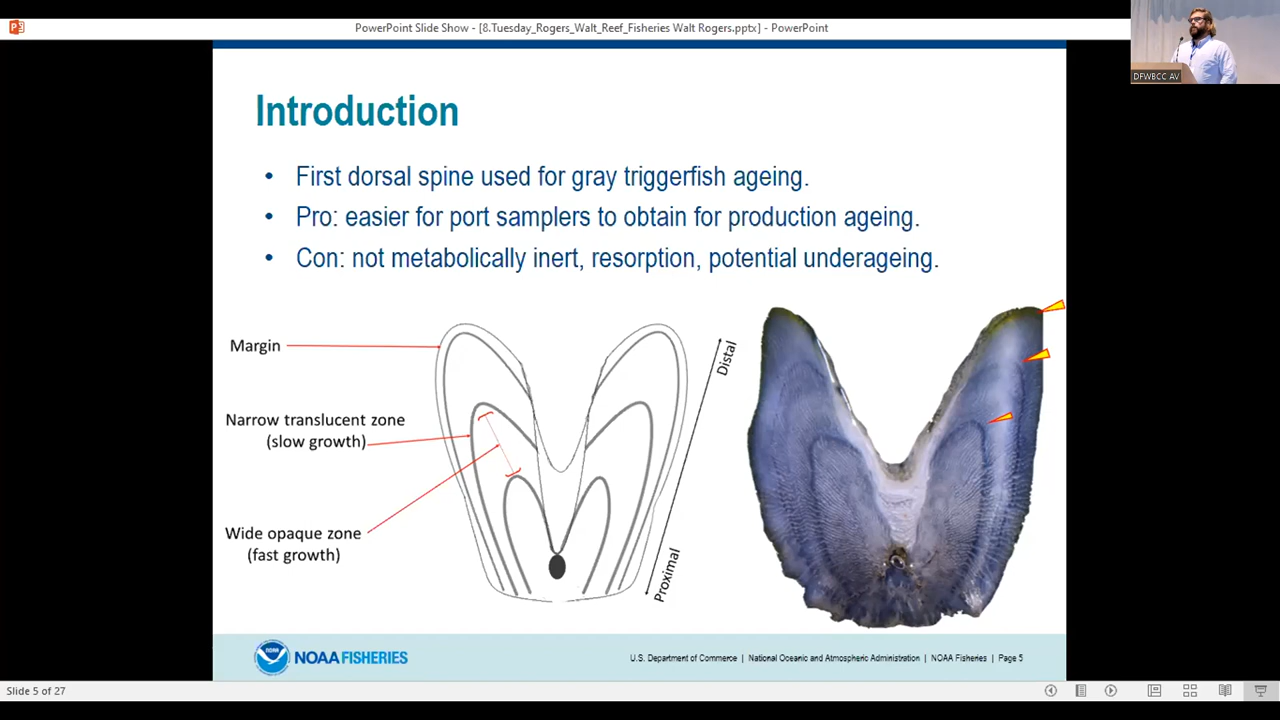 PowerPoint Slide Show - [8.Tuesday_Rogers_Walt_Reef_Fisheries Walt Rogers.pptx] - PowerPoint
DFWBCC AV
Introduction
• First dorsal spine used for gray triggerfish ageing.
• Pro: easier for port samplers to obtain for production ageing.
• Con: not metabolically inert, resorption, potential underageing.
Margin
Narrow translucent zone
(slow growth)
Wide opaque zone
(fast growth)
Distal
Proximal
NOAA
NOAA FISHERIES
U.S. Department of Commerce | National Oceanic and Atmospheric Administration | NOAA Fisheries | Page 5
Slide 5 of 27